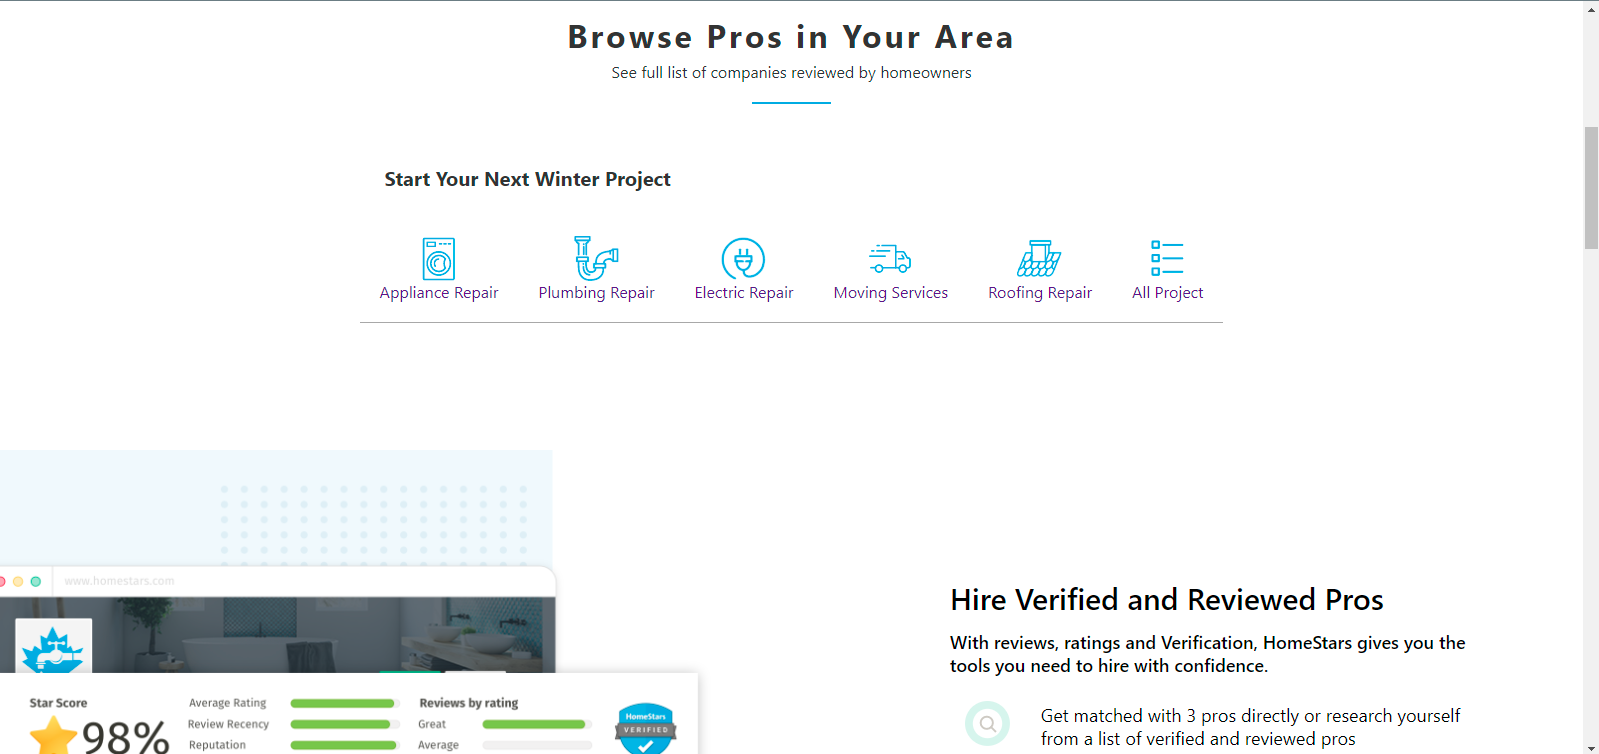 Browse Pros in Your Area
See full list of companies reviewed by homeowners
Start Your Next Winter Project
Appliance Repair
Plumbing Repair
Electric Repair
Moving Services
Roofing Repair
All Project
www.homestars.com
Hire Verified and Reviewed Pros
With reviews, ratings and Verification, HomeStars gives you the
tools you need to hire with confidence.
Get matched with 3 pros directly or research yourself
from a list of verified and reviewed pros
Star Score
98%
Average Rating
Review Recency
Reputation
Reviews by rating
Great
Average
HomeStars
VERIFIED